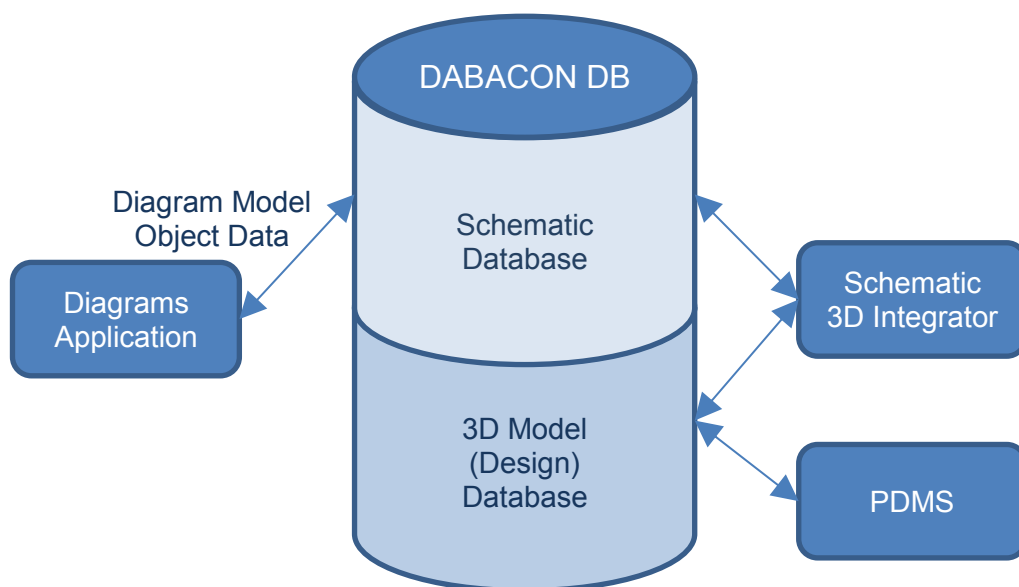 DABACON DB
Diagram Model
Object Data
Schematic
Database
Diagrams
Application
Schematic
3D Integrator
3D Model
(Design)
Database
PDMS